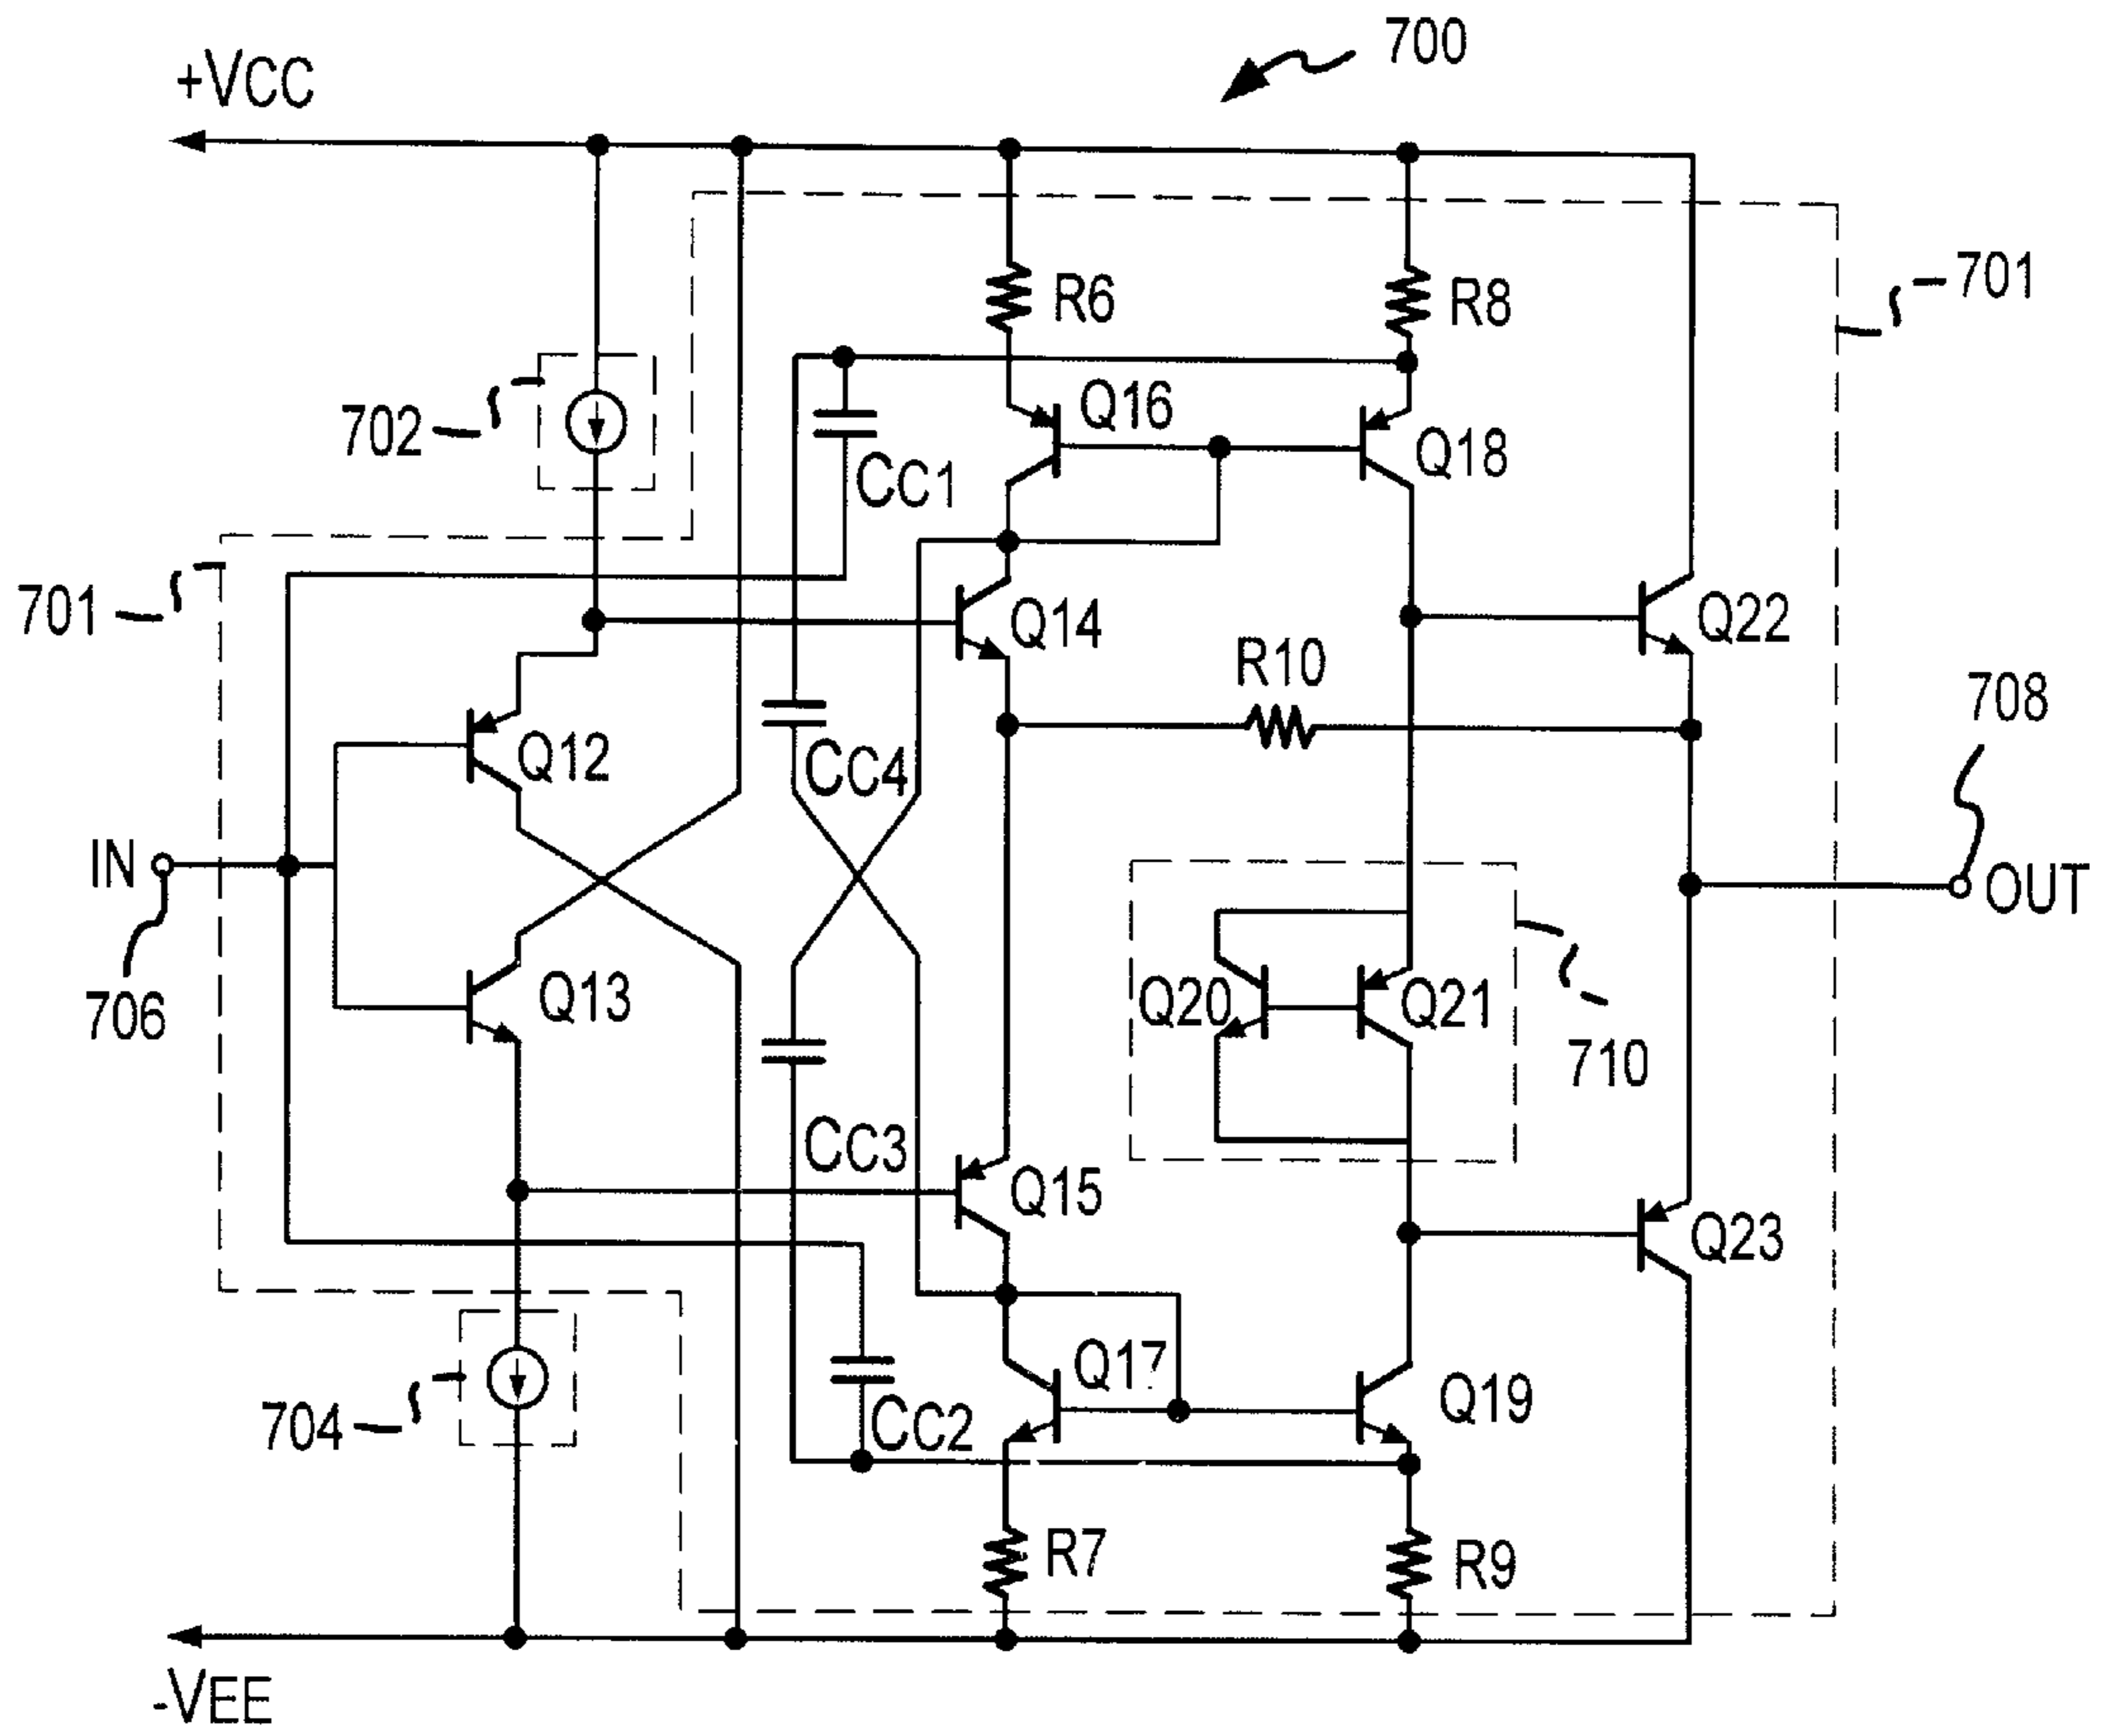 700
+VCC
701
R6
R8
702
Q16
Q18
CC1
701
Q14
Q22
R10
708
Q12
CC4
IN
OUT
Q13
Q20
Q21
706
710
CC3
Q15
Q23
Q17
Q19
704
CC2
R7
R9
-VEE